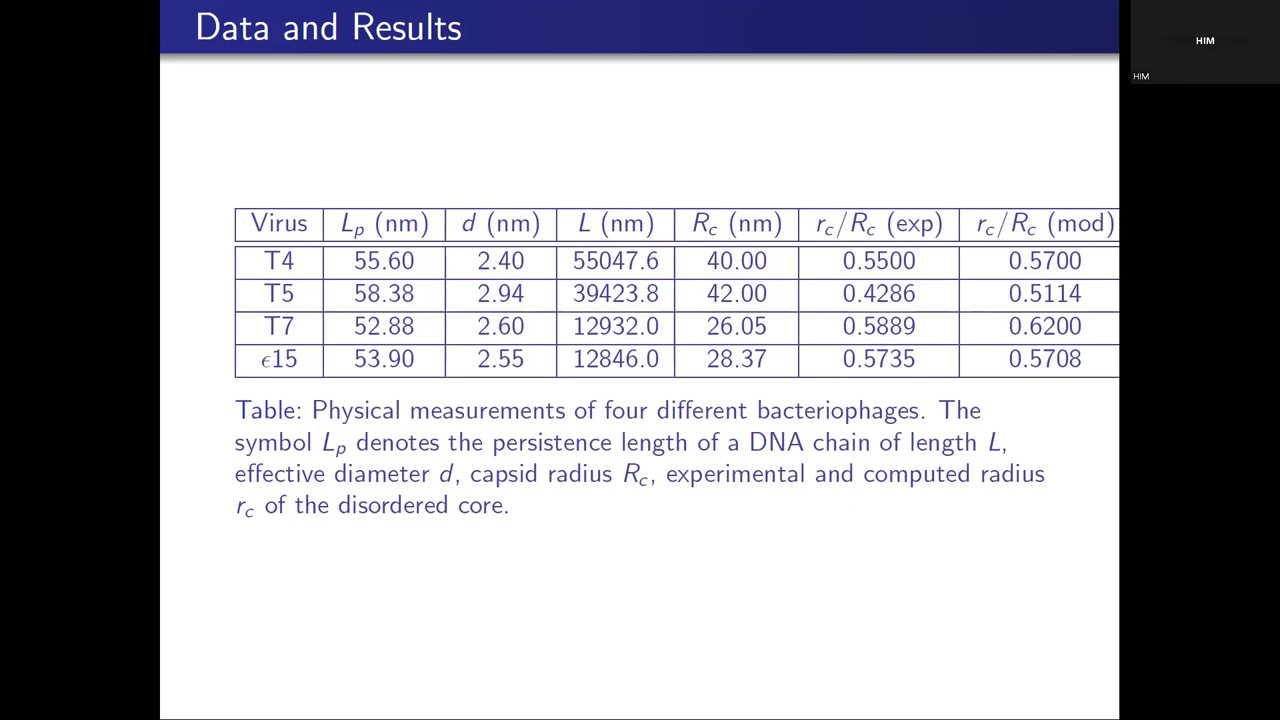 Data and Results
HIM
HIM
Virus L_p (nm) d (nm) L (nm) R_c (nm) r_c/R_c (exp) r_c/R_c (mod)
T4 55.60 2.40 55047.6 40.00 0.5500 0.5700
T5 58.38 2.94 39423.8 42.00 0.4286 0.5114
T7 52.88 2.60 12932.0 26.05 0.5889 0.6200
ϵ15 53.90 2.55 12846.0 28.37 0.5735 0.5708
Table: Physical measurements of four different bacteriophages. The
symbol L_p denotes the persistence length of a DNA chain of length L,
effective diameter d, capsid radius R_c, experimental and computed radius
r_c of the disordered core.